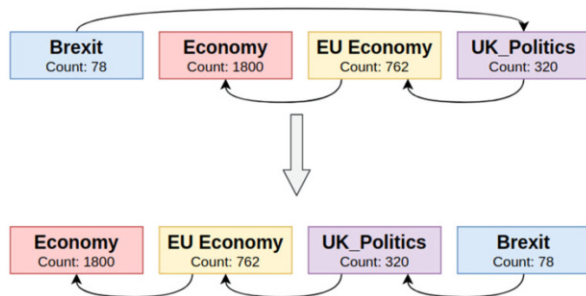 Brexit
Count: 78
Economy
Count: 1800
EU Economy
Count: 762
UK_Politics
Count: 320
Economy
Count: 1800
EU Economy
Count: 762
UK_Politics
Count: 320
Brexit
Count: 78